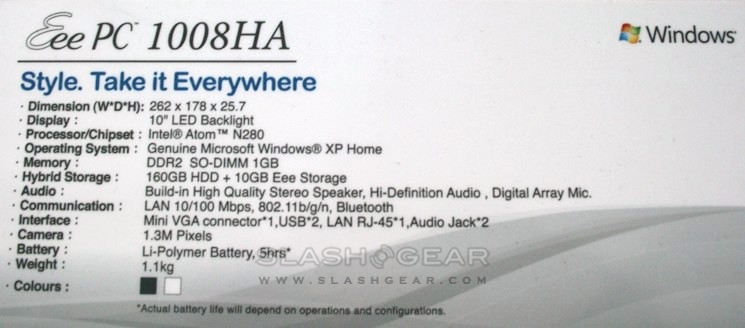 Eee PC™ 1008HA
Windows®
Style. Take it Everywhere
· Dimension (W*D*H): 262 x 178 x 25.7
· Display : 10" LED Backlight
· Processor/Chipset : Intel® Atom™ N280
· Operating System : Genuine Microsoft Windows® XP Home
· Memory : DDR2 SO-DIMM 1GB
· Hybrid Storage : 160GB HDD + 10GB Eee Storage
· Audio : Build-in High Quality Stereo Speaker, Hi-Definition Audio , Digital Array Mic.
· Communication : LAN 10/100 Mbps, 802.11b/g/n, Bluetooth
· Interface : Mini VGA connector*1,USB*2, LAN RJ-45*1,Audio Jack*2
· Camera : 1.3M Pixels
· Battery : Li-Polymer Battery, 5hrs*
SLASHGEAR
· Weight : 1.1kg
WWW.SLASHGEAR.COM
· Colours :
*Actual battery life will depend on operations and configurations.